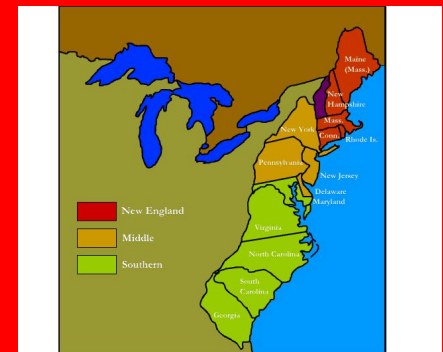 Maine
(Mass.)
New
Hampshire
Mass.
New York
Conn.
Rhode Is.
Pennsylvania
New Jersey
Delaware
Maryland
New England
Middle
Southern
Virginia
North Carolina
South
Carolina
Georgia